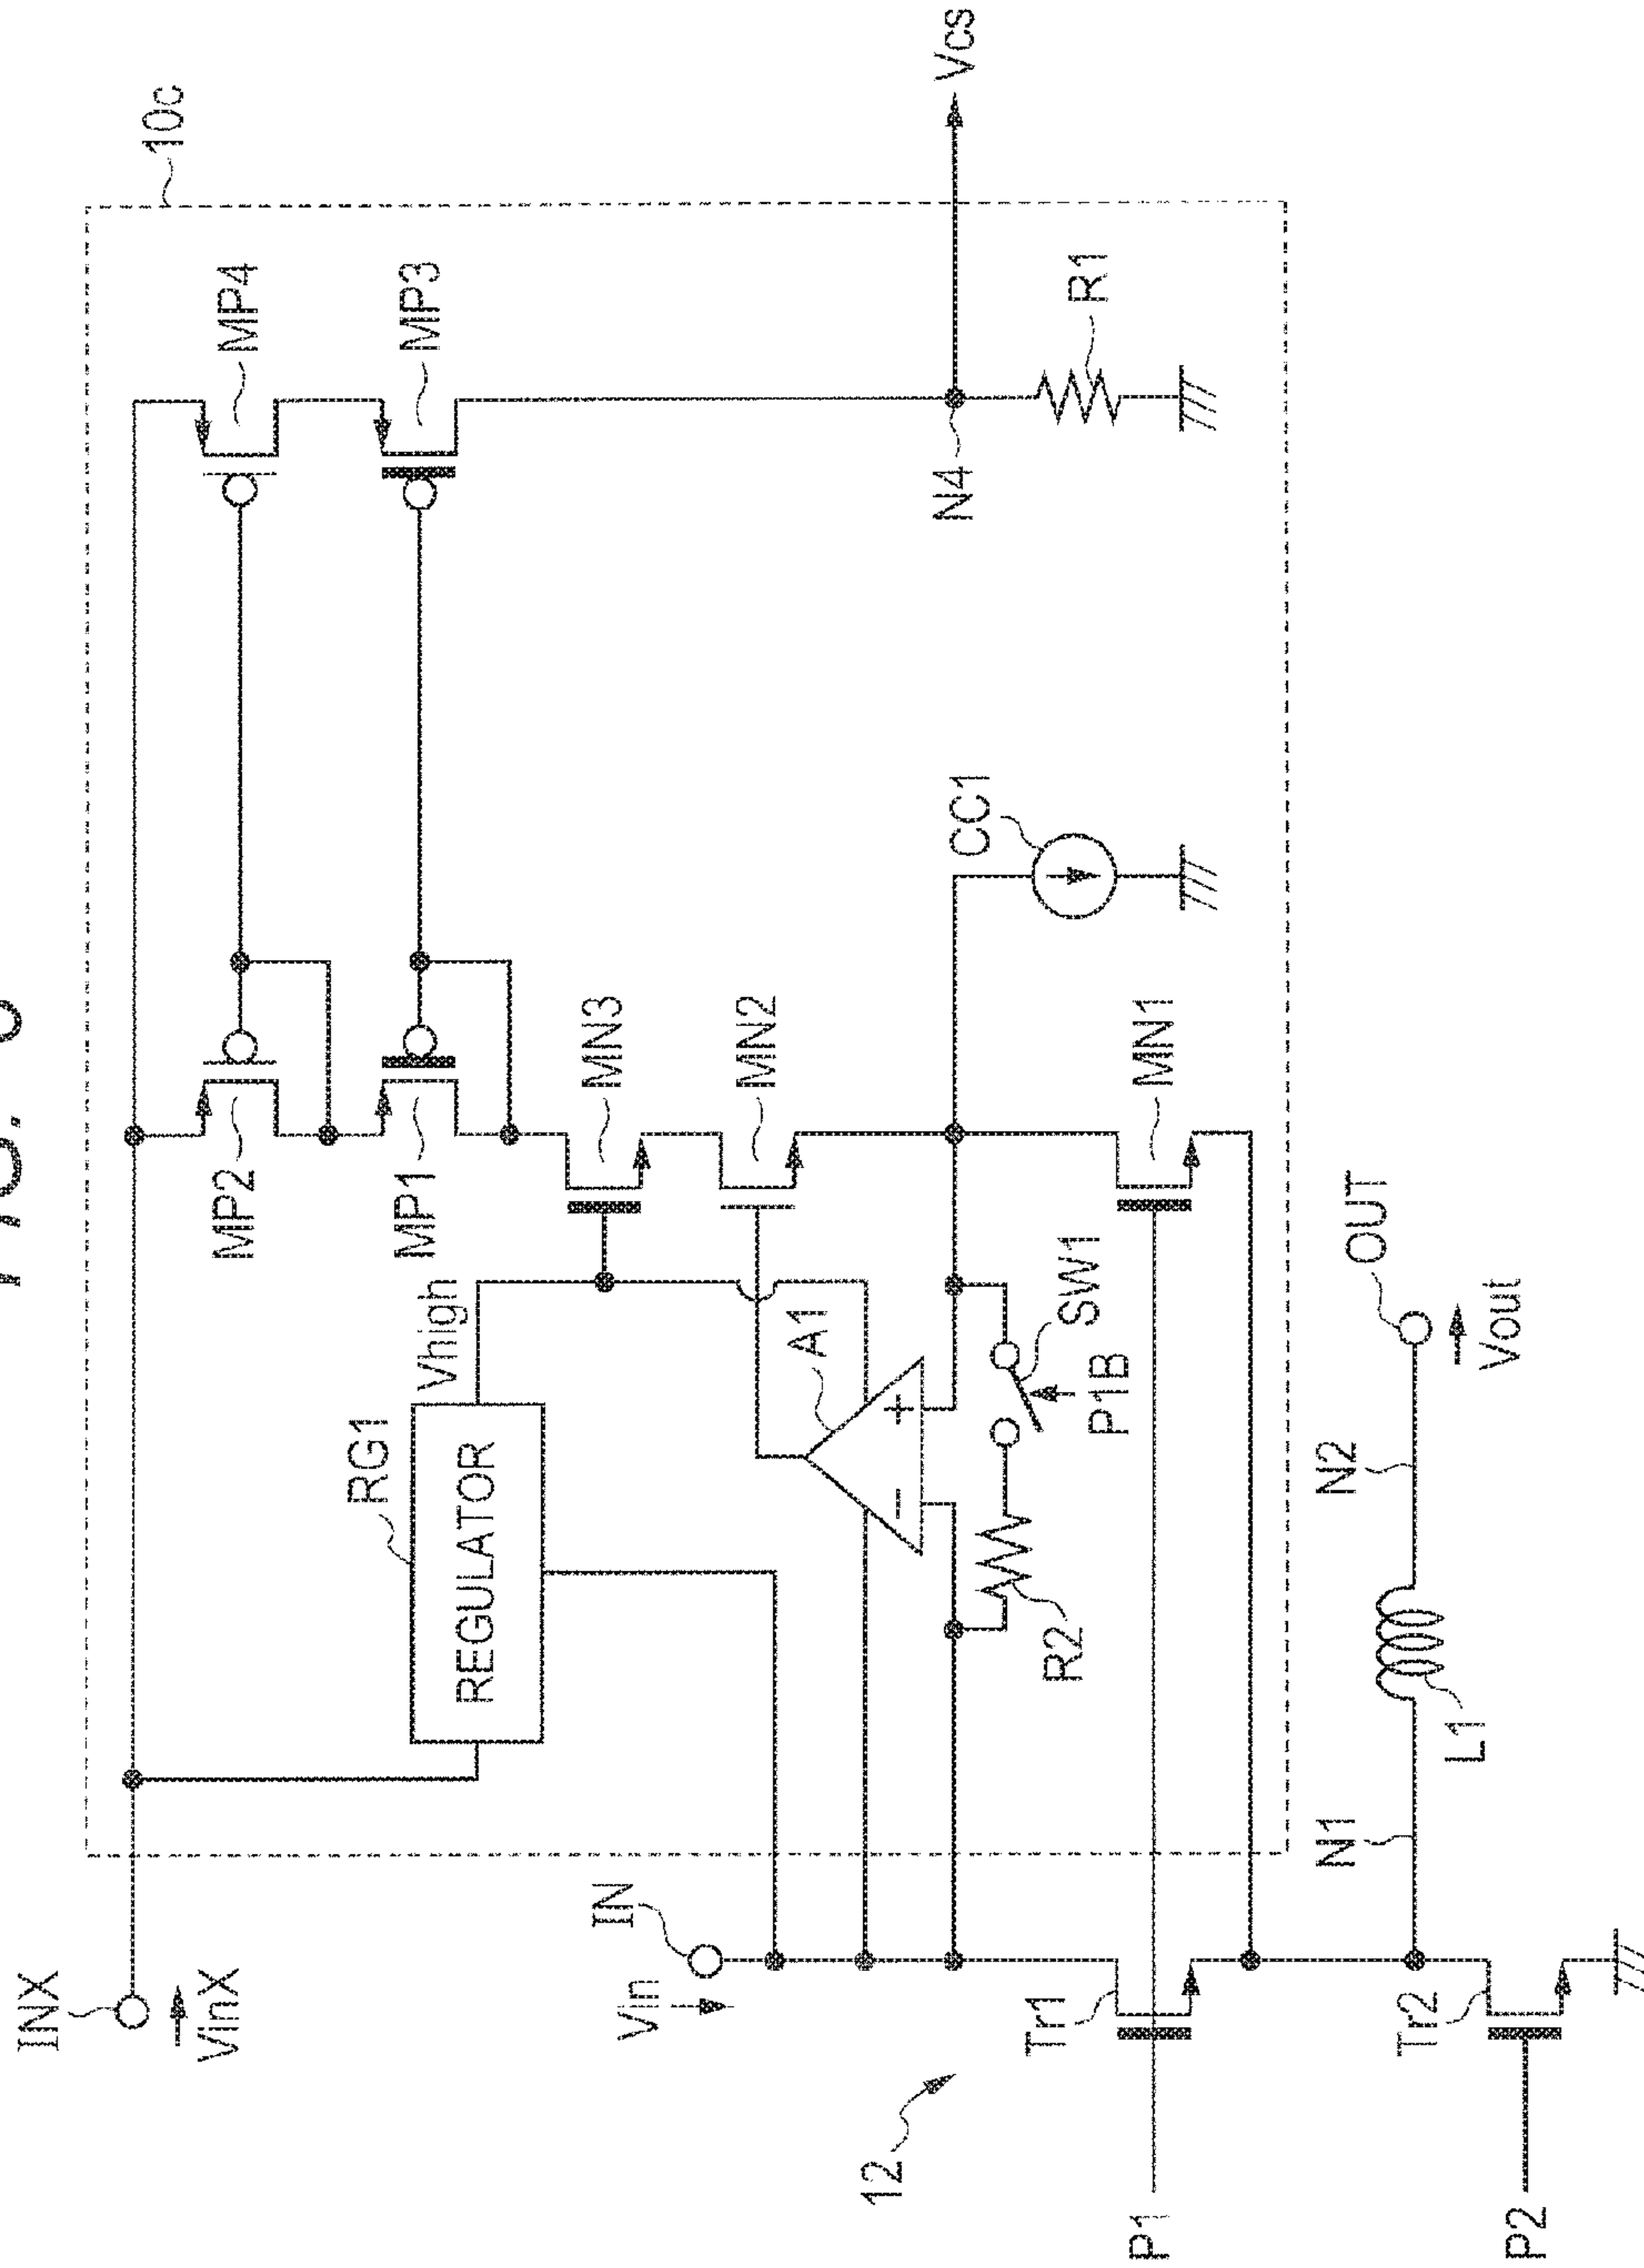 INX
VinX
10c
MP2
MP4
MP1
MP3
RG1
REGULATOR
Vhigh
MN3
MN2
IN
Vin
A1
−
+
R2
SW1
P1B
CC1
N4
Vcs
R1
MN1
12
Tr1
P1
N1
L1
N2
OUT
Vout
Tr2
P2